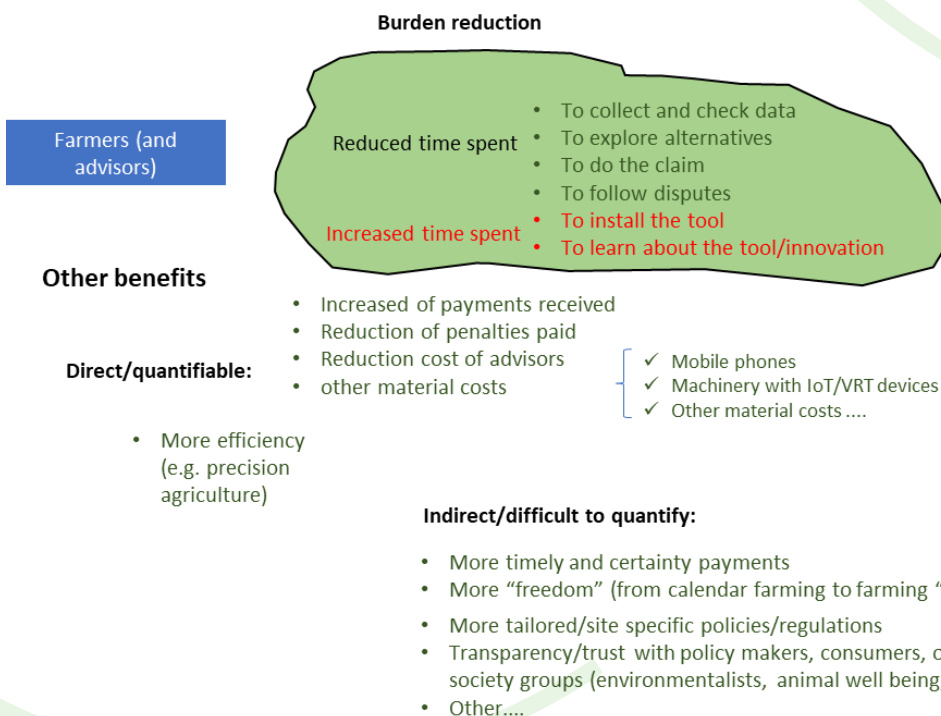 Burden reduction
Farmers (and
advisors)
Reduced time spent
• To collect and check data
• To explore alternatives
• To do the claim
• To follow disputes
Increased time spent
• To install the tool
• To learn about the tool/innovation
Other benefits
Direct/quantifiable:
• Increased of payments received
• Reduction of penalties paid
• Reduction cost of advisors
• other material costs
✓ Mobile phones
✓ Machinery with IoT/VRT devices
✓ Other material costs ....
• More efficiency
(e.g. precision
agriculture)
Indirect/difficult to quantify:
• More timely and certainty payments
• More “freedom” (from calendar farming to farming “
• More tailored/site specific policies/regulations
• Transparency/trust with policy makers, consumers,
society groups (environmentalists, animal well being
• Other....